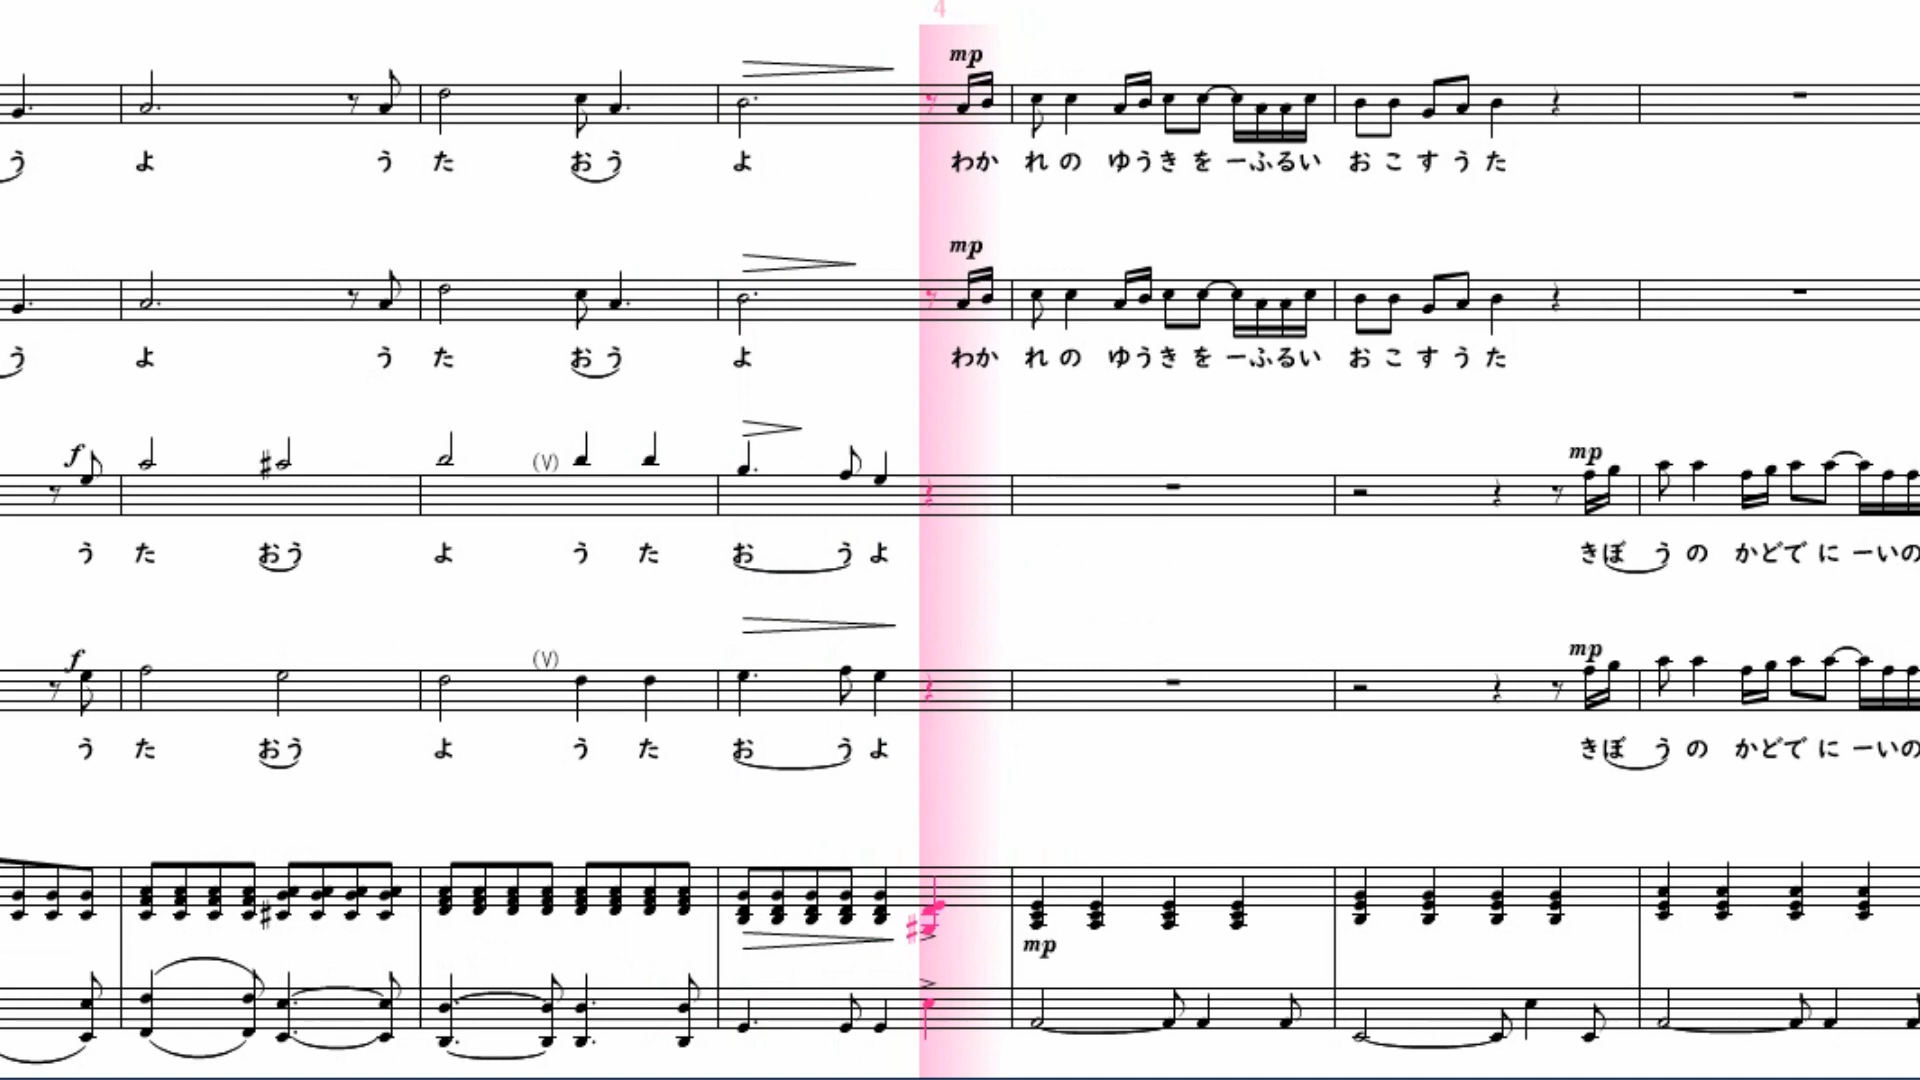 4
mp
う よ う た おう よ わか れの ゆうき を ーふるい おこすうた
mp
う よ う た おう よ わか れの ゆうき を ーふるい おこすうた
f (V) mp
う た おう よ う た お うよ きぼ うの かどで に ーいの
f (V) mp
う た おう よ う た お うよ きぼ うの かどで に ーいの
mp